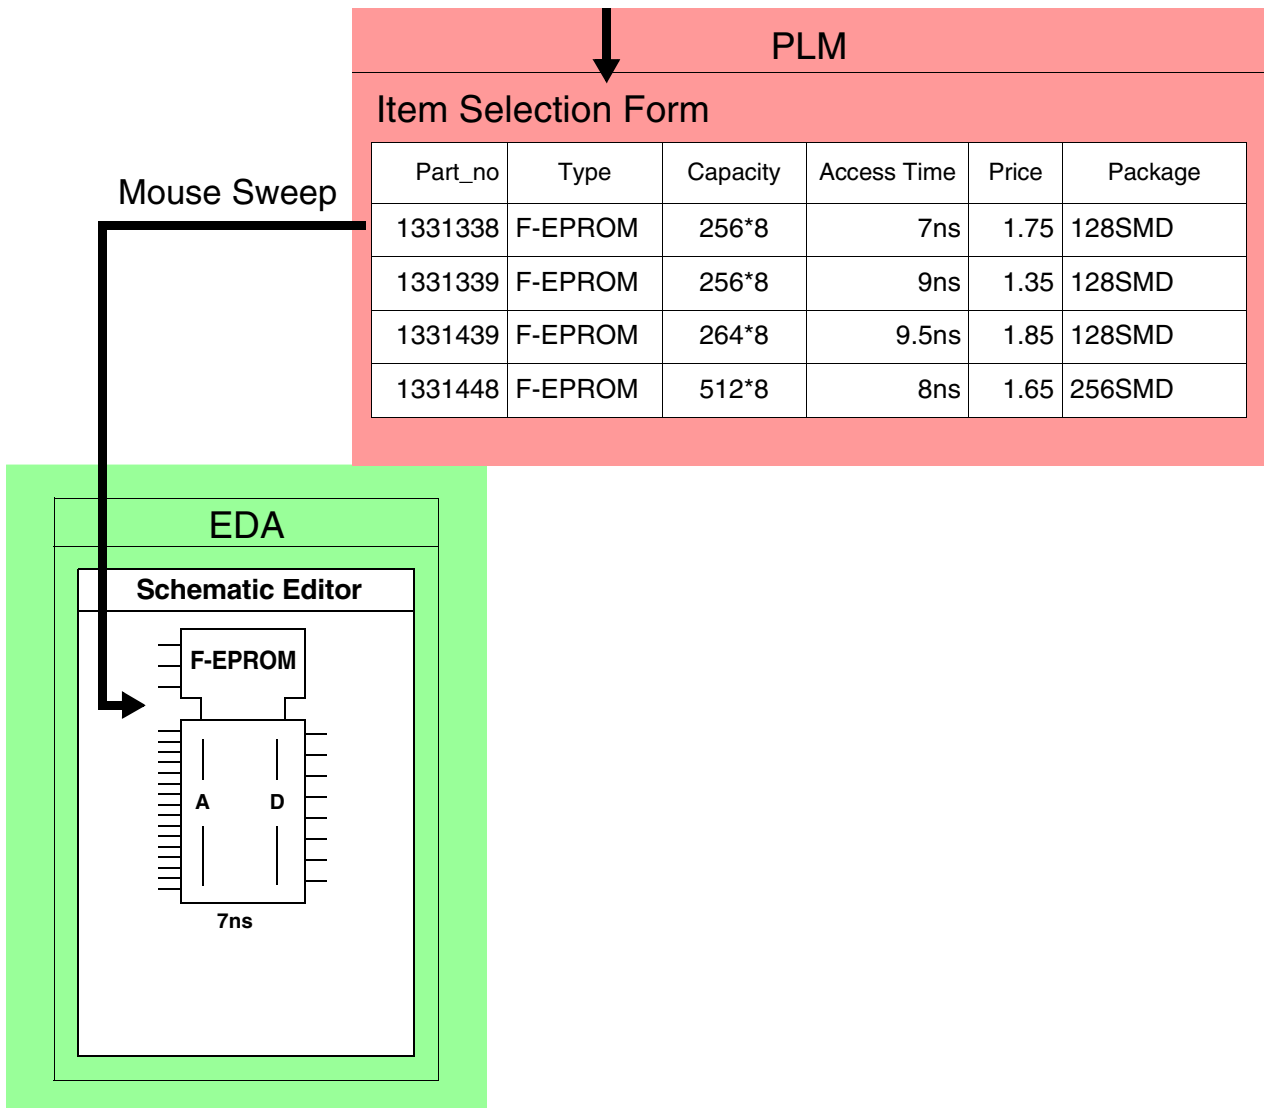 PLM
Item Selection Form
Part_no Type Capacity Access Time Price Package
1331338 F-EPROM 256*8 7ns 1.75 128SMD
1331339 F-EPROM 256*8 9ns 1.35 128SMD
1331439 F-EPROM 264*8 9.5ns 1.85 128SMD
1331448 F-EPROM 512*8 8ns 1.65 256SMD
Mouse Sweep
EDA
Schematic Editor
F-EPROM
A D
7ns